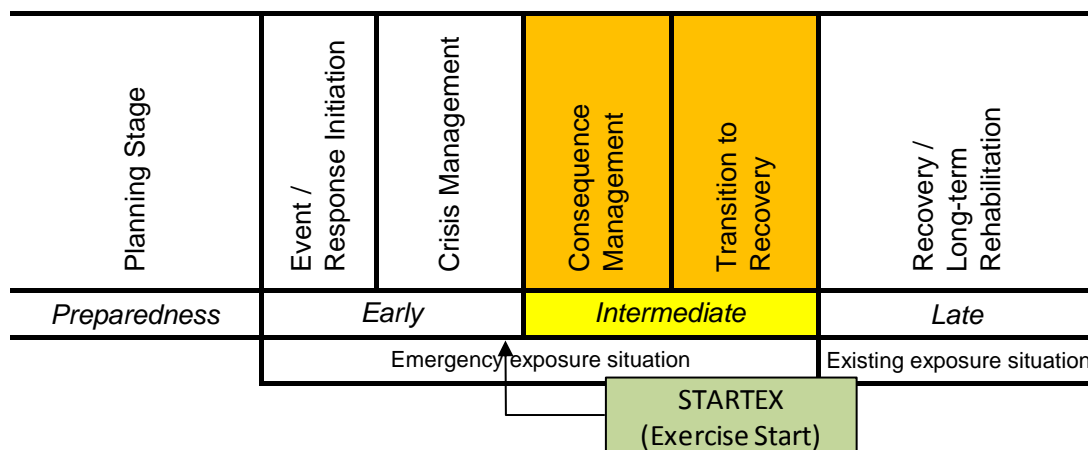 Planning Stage
Event /
Response Initiation
Crisis Management
Consequence
Management
Transition to
Recovery
Recovery /
Long-term
Rehabilitation
Preparedness
Early
Intermediate
Late
Emergency exposure situation
Existing exposure situation
STARTEX
(Exercise Start)